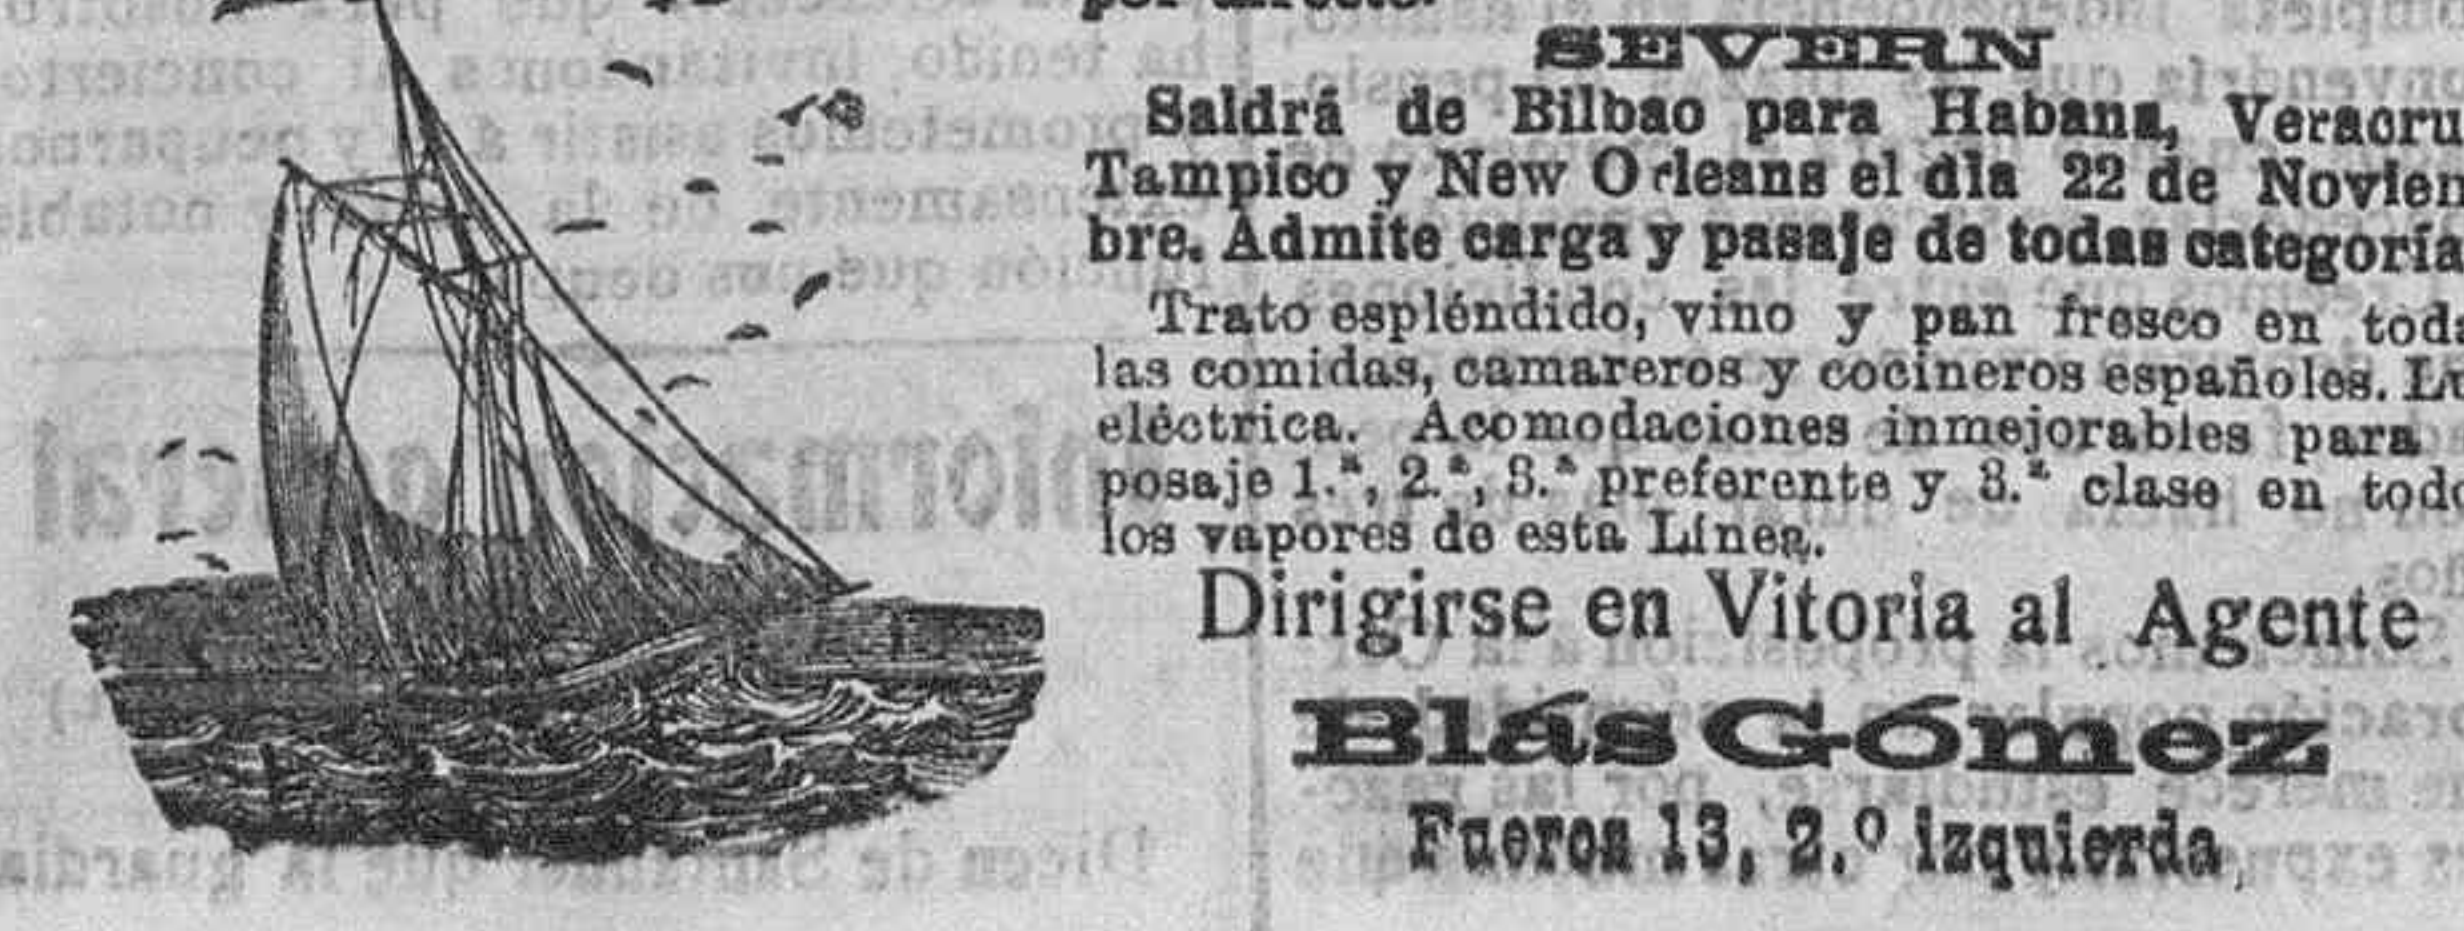 SEVERN
Saldrá de Bilbao para Habana, Veracru
Tampico y New Orleans el dia 22 de Noviem
bre. Admite carga y pasaje de todas categoría
Trato espléndido, vino y pan fresco en toda
las comidas, camareros y cocineros españoles. Lu
eléctrica. Acomodaciones inmejorables para
posaje 1.ª, 2.ª, 3.ª preferente y 3.ª clase en todo
los vapores de esta Línea.
Dirigirse en Vitoria al Agente
Blás Gómez
Fueros 13, 2.º izquierda